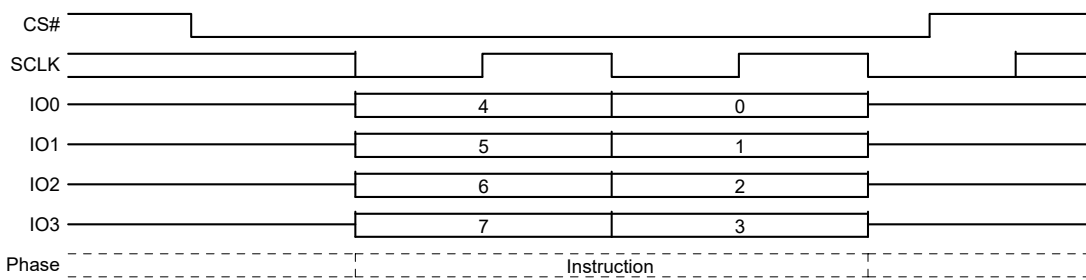 CS#
SCLK
IO0 4 0
IO1 5 1
IO2 6 2
IO3 7 3
Phase Instruction